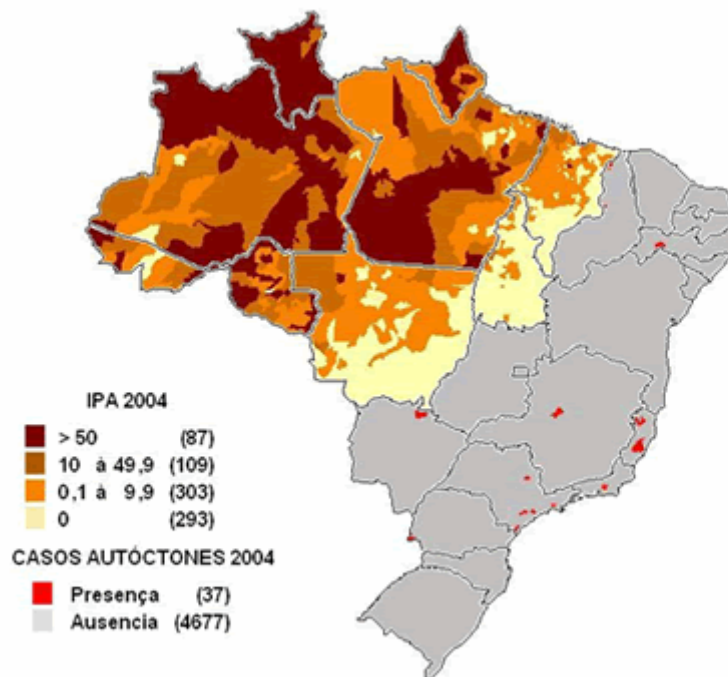 IPA 2004
> 50 (87)
10 à 49,9 (109)
0,1 à 9,9 (303)
0 (293)
CASOS AUTÓCTONES 2004
Presença (37)
Ausencia (4677)